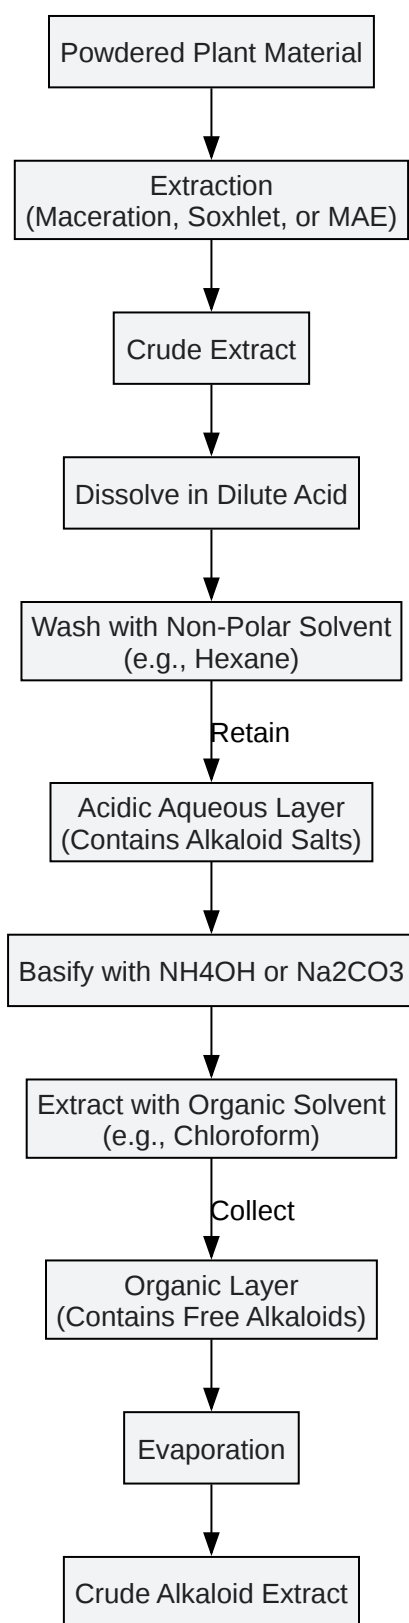 Powdered Plant Material
Extraction
(Maceration, Soxhlet, or MAE)
Crude Extract
Dissolve in Dilute Acid
Wash with Non-Polar Solvent
(e.g., Hexane)
Retain
Acidic Aqueous Layer
(Contains Alkaloid Salts)
Basify with NH4OH or Na2CO3
Extract with Organic Solvent
(e.g., Chloroform)
Collect
Organic Layer
(Contains Free Alkaloids)
Evaporation
Crude Alkaloid Extract